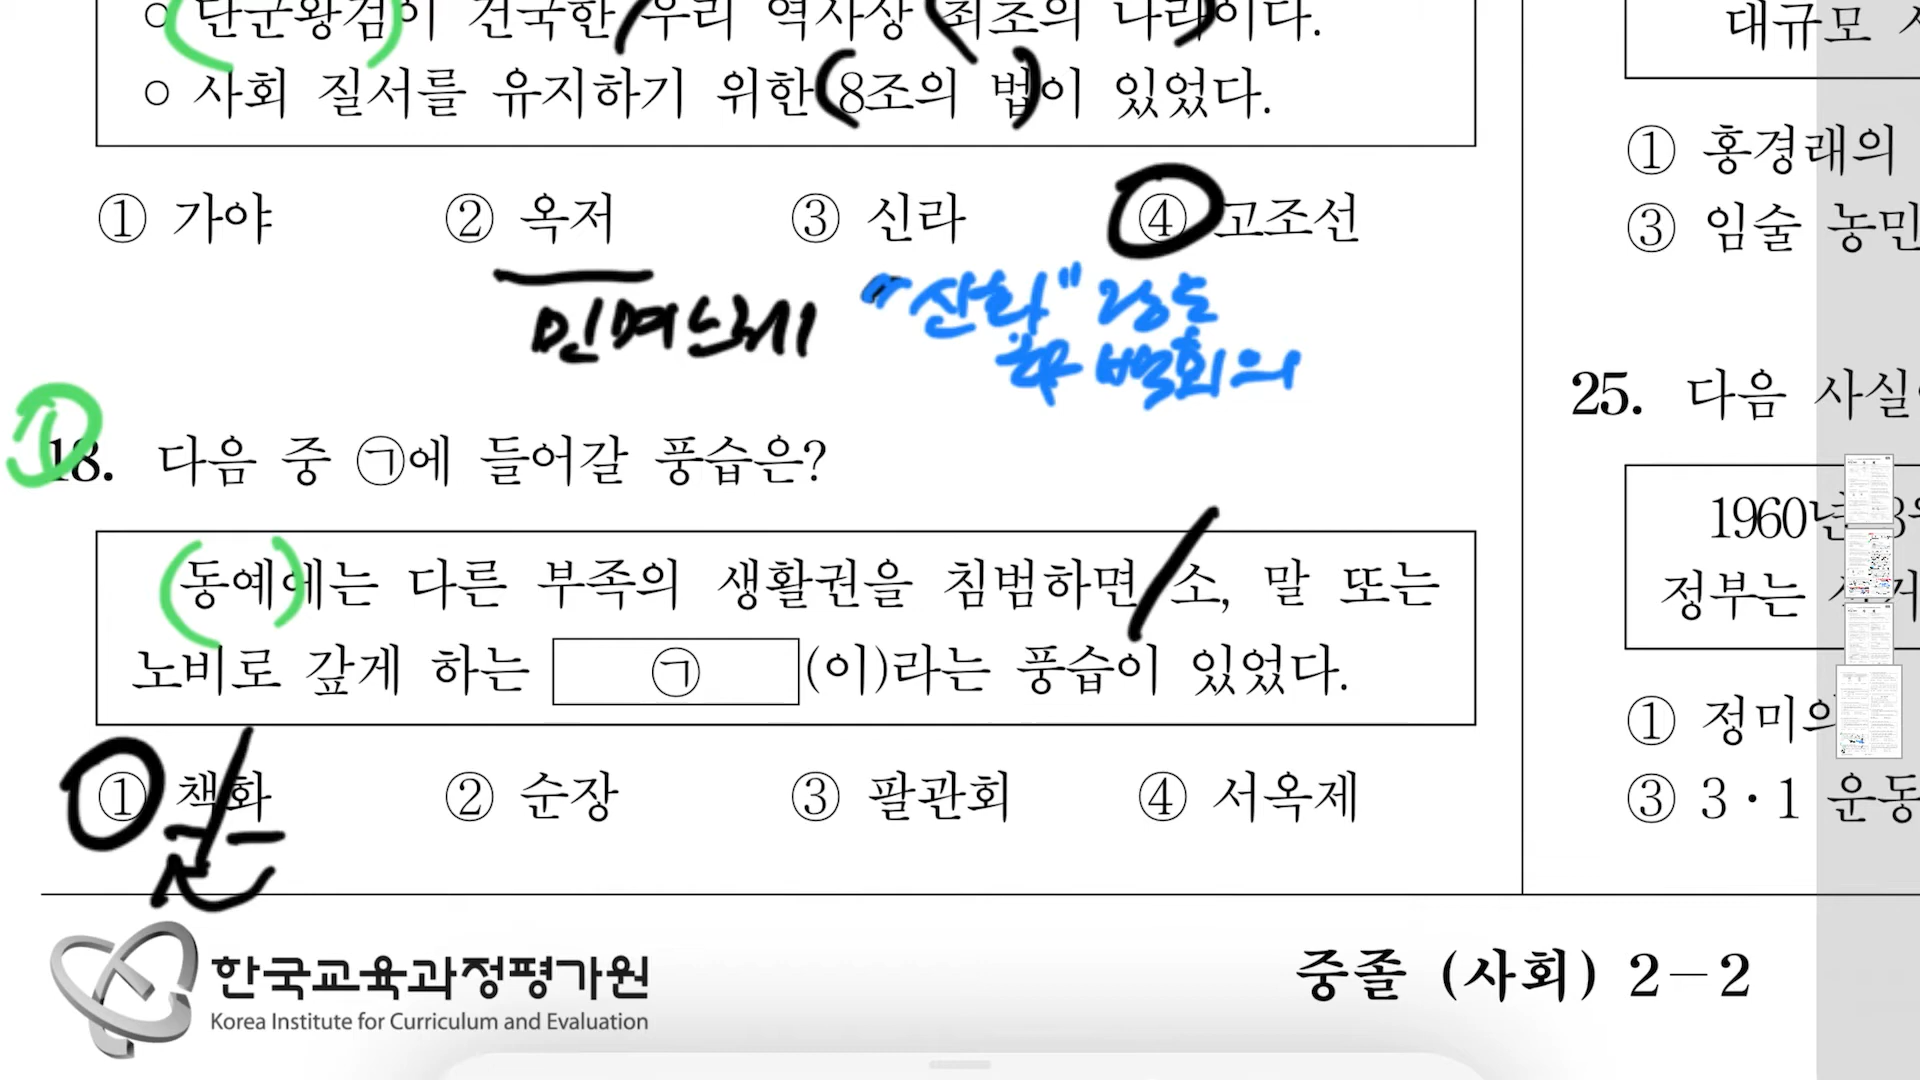 ○ 단군왕검이 건국한 우리 역사상 최초의 나라이다.
○ 사회 질서를 유지하기 위한 8조의 법이 있었다.
① 가야 ② 옥저 ③ 신라 ④ 고조선
민며느리
18. 다음 중 ㉠에 들어갈 풍습은?
동예에는 다른 부족의 생활권을 침범하면 소, 말 또는
노비로 갚게 하는 ㉠ (이)라는 풍습이 있었다.
① 책화 ② 순장 ③ 팔관회 ④ 서옥제
한국교육과정평가원
Korea Institute for Curriculum and Evaluation
중졸 (사회) 2-2
대규모
① 홍경래의
③ 임술 농민
25. 다음 사실
1960년
정부는
① 정미의
③ 3·1 운동